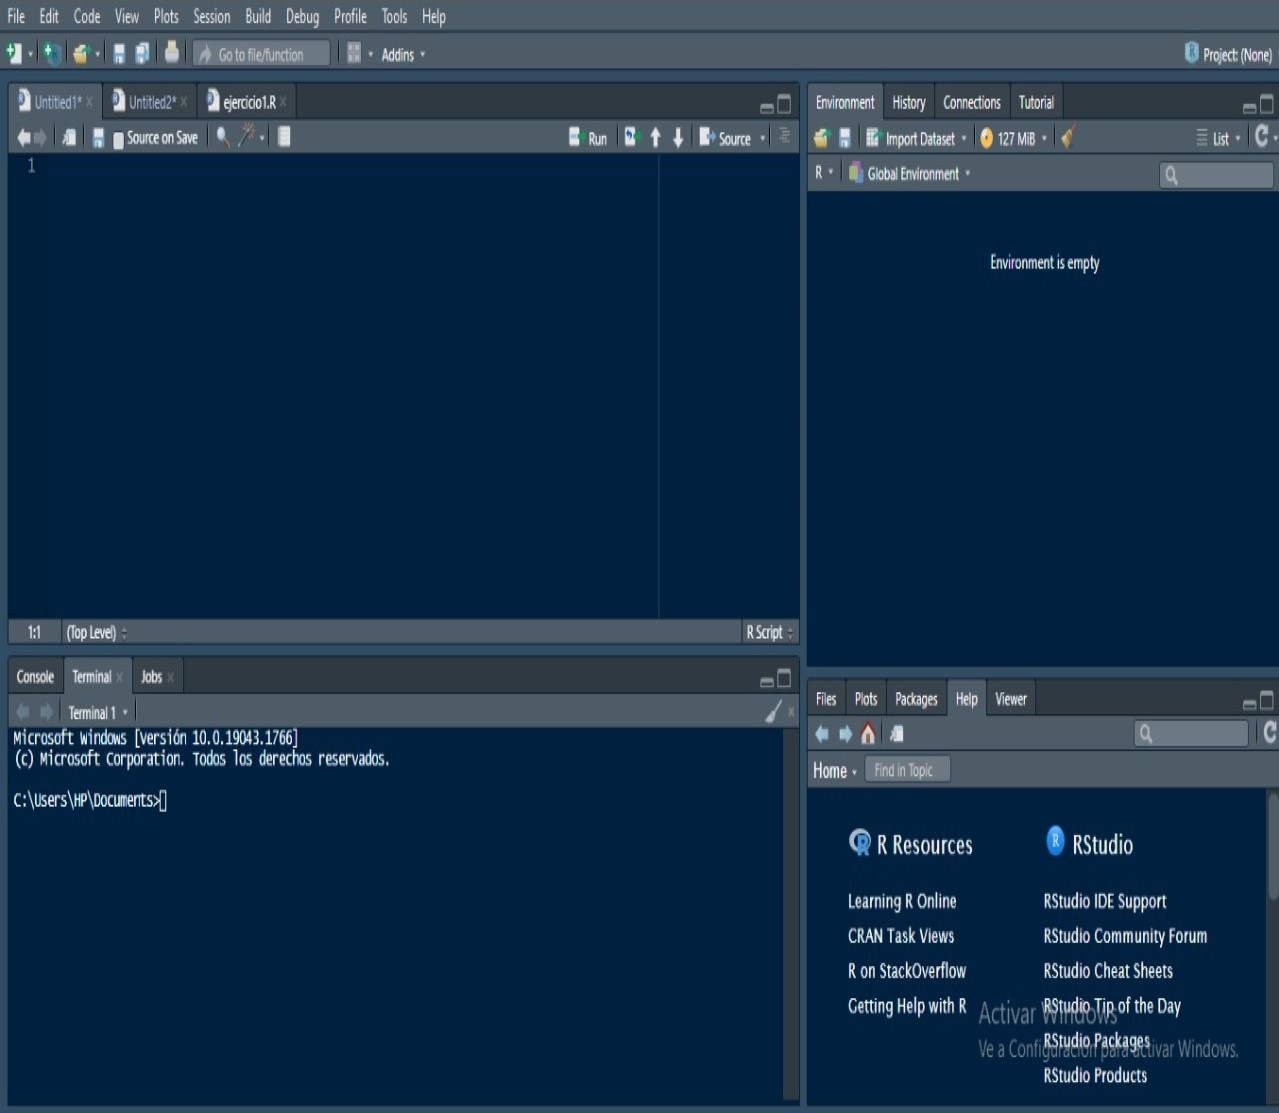 File Edit Code View Plots Session Build Debug Profile Tools Help
Go to file/function Addins Project: (None)
Untitled1* Untitled2* ejercicio1.R
Source on Save Run Source
1
1:1 (Top Level) R Script
Console Terminal Jobs
Terminal 1
Microsoft Windows [Versión 10.0.19043.1766]
(c) Microsoft Corporation. Todos los derechos reservados.
C:\Users\HP\Documents>
Environment History Connections Tutorial
Import Dataset 127 MiB List
R Global Environment
Environment is empty
Files Plots Packages Help Viewer
Home Find in Topic
R Resources
Learning R Online
CRAN Task Views
R on StackOverflow
Getting Help with R
RStudio
RStudio IDE Support
RStudio Community Forum
RStudio Cheat Sheets
RStudio Tip of the Day
RStudio Packages
RStudio Products
Activar Windows
Ve a Configuración para activar Windows.